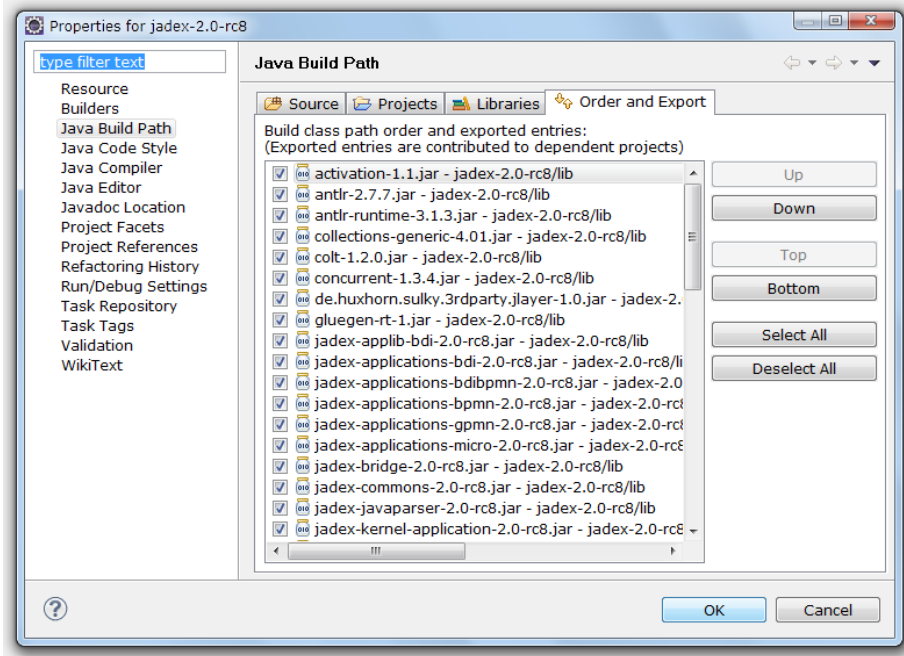 Properties for jadex-2.0-rc8
type filter text
Resource
Builders
Java Build Path
Java Code Style
Java Compiler
Java Editor
Javadoc Location
Project Facets
Project References
Refactoring History
Run/Debug Settings
Task Repository
Task Tags
Validation
WikiText
Java Build Path
Source Projects Libraries Order and Export
Build class path order and exported entries:
(Exported entries are contributed to dependent projects)
activation-1.1.jar - jadex-2.0-rc8/lib
antlr-2.7.7.jar - jadex-2.0-rc8/lib
antlr-runtime-3.1.3.jar - jadex-2.0-rc8/lib
collections-generic-4.01.jar - jadex-2.0-rc8/lib
colt-1.2.0.jar - jadex-2.0-rc8/lib
concurrent-1.3.4.jar - jadex-2.0-rc8/lib
de.huxhorn.sulky.3rdparty.jlayer-1.0.jar - jadex-2.
gluegen-rt-1.jar - jadex-2.0-rc8/lib
jadex-applib-bdi-2.0-rc8.jar - jadex-2.0-rc8/lib
jadex-applications-bdi-2.0-rc8.jar - jadex-2.0-rc8/li
jadex-applications-bdibpmn-2.0-rc8.jar - jadex-2.0
jadex-applications-bpmn-2.0-rc8.jar - jadex-2.0-rc8
jadex-applications-gpmn-2.0-rc8.jar - jadex-2.0-rc8
jadex-applications-micro-2.0-rc8.jar - jadex-2.0-rc8
jadex-bridge-2.0-rc8.jar - jadex-2.0-rc8/lib
jadex-commons-2.0-rc8.jar - jadex-2.0-rc8/lib
jadex-javaparser-2.0-rc8.jar - jadex-2.0-rc8/lib
jadex-kernel-application-2.0-rc8.jar - jadex-2.0-rc8
Up
Down
Top
Bottom
Select All
Deselect All
OK
Cancel